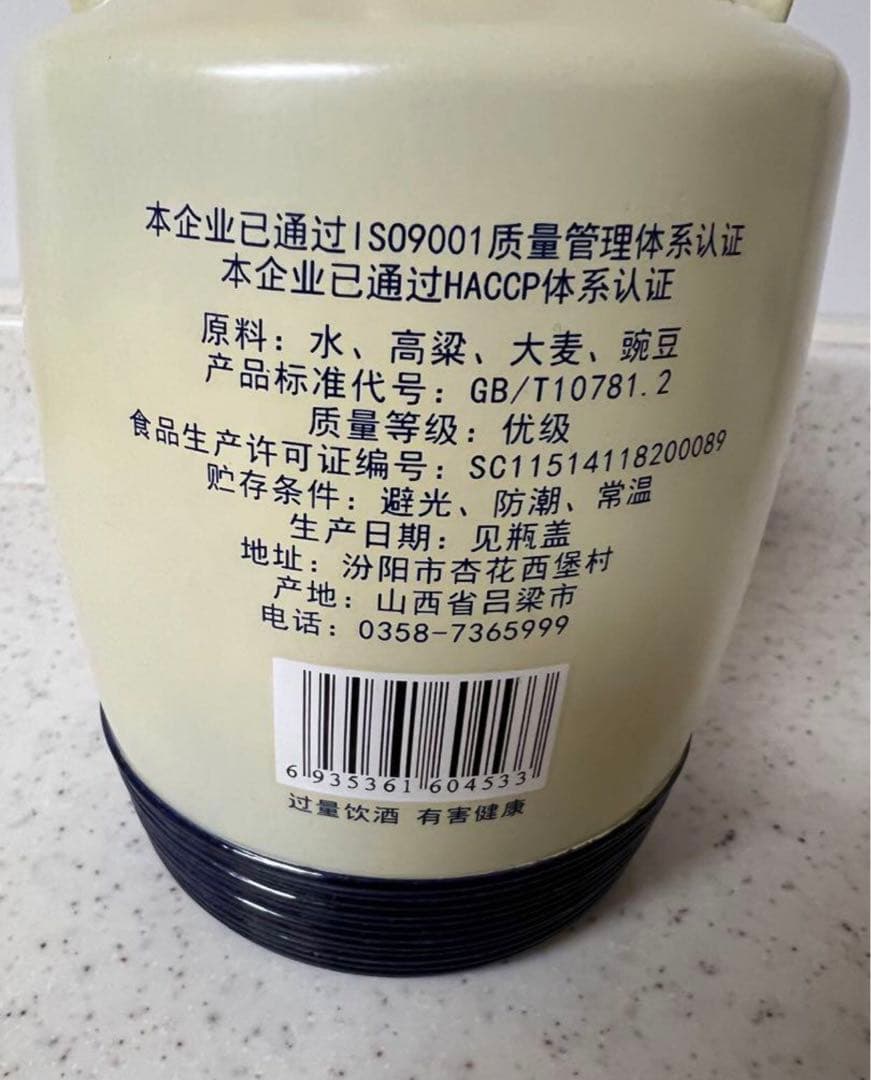 本企业已通过ISO9001质量管理体系认证
本企业已通过HACCP体系认证
原料：水、高粱、大麦、豌豆
产品标准代号：GB/T10781.2
质量等级：优级
食品生产许可证编号：SC11514118200089
贮存条件：避光、防潮、常温
生产日期：见瓶盖
地址：汾阳市杏花西堡村
产地：山西省吕梁市
电话：0358-7365999
6935361604533
过量饮酒 有害健康